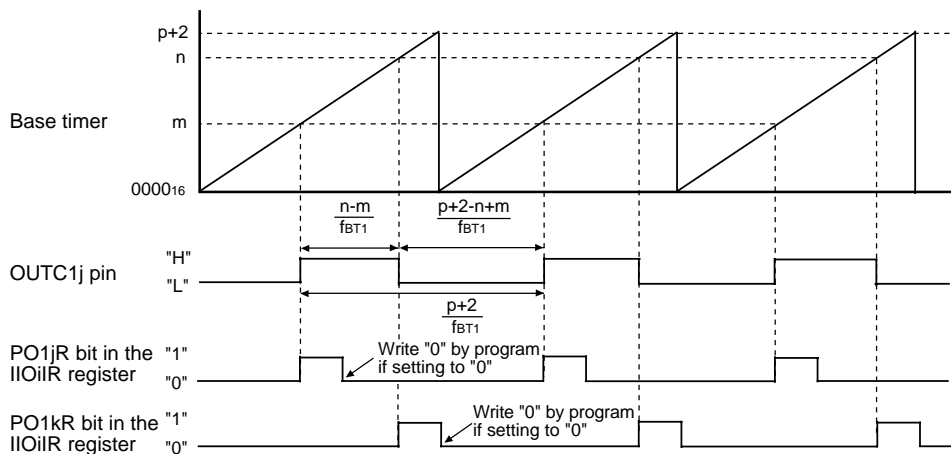 p+2
n
Base timer
m
0000₁₆
n-m
fBT1
p+2-n+m
fBT1
"H"
OUTC1j pin
"L"
p+2
fBT1
PO1jR bit in the "1"
IIOiIR register "0"
Write "0" by program
if setting to "0"
PO1kR bit in the "1"
IIOiIR register "0"
Write "0" by program
if setting to "0"